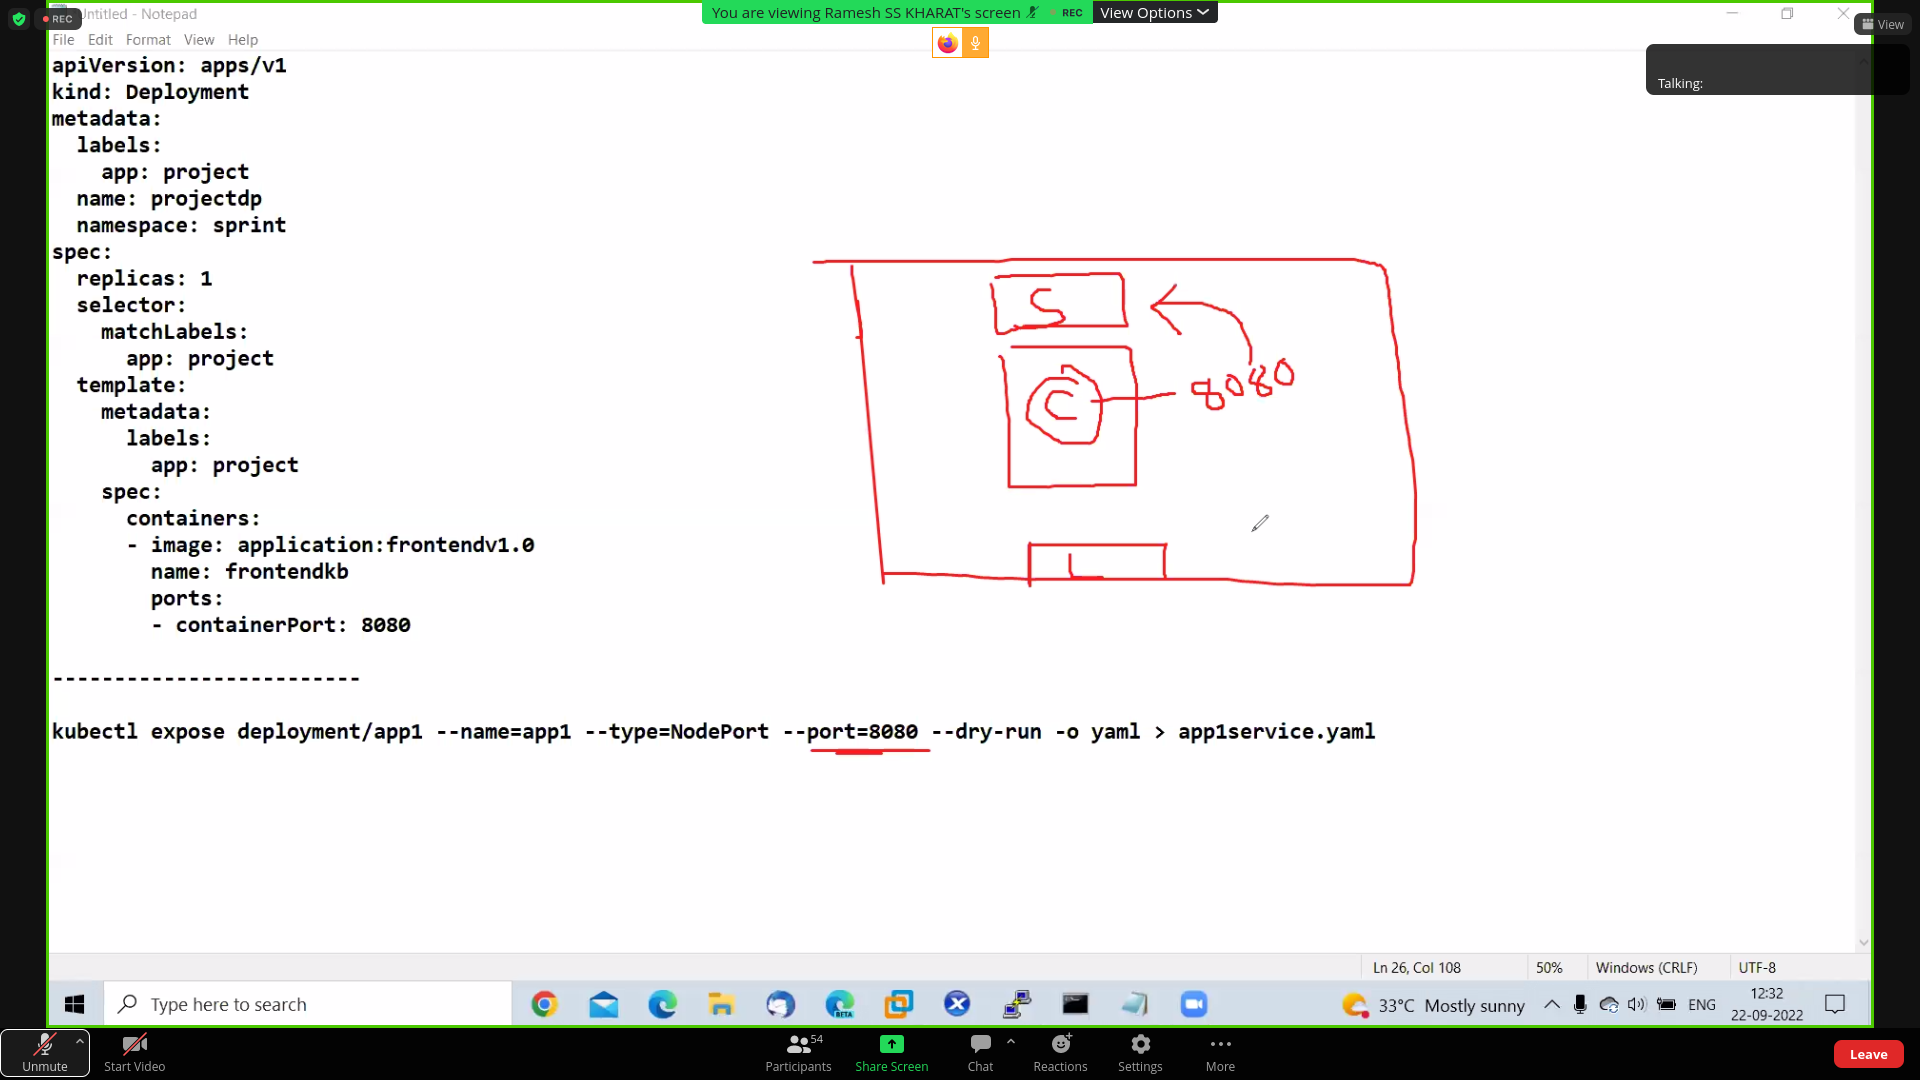 REC
Untitled - Notepad
You are viewing Ramesh SS KHARAT's screen
REC
View Options
View
File Edit Format View Help
Talking:
apiVersion: apps/v1
kind: Deployment
metadata:
  labels:
    app: project
  name: projectdp
  namespace: sprint
spec:
  replicas: 1
  selector:
    matchLabels:
      app: project
  template:
    metadata:
      labels:
        app: project
    spec:
      containers:
      - image: application:frontendv1.0
        name: frontendkb
        ports:
        - containerPort: 8080
S
C
8080
L
-------------------------
kubectl expose deployment/app1 --name=app1 --type=NodePort --port=8080 --dry-run -o yaml > app1service.yaml
Ln 26, Col 108 50% Windows (CRLF) UTF-8
Type here to search
BETA
33°C Mostly sunny
ENG
12:32
22-09-2022
Unmute
Start Video
54
Participants
Share Screen
Chat
Reactions
Settings
More
Leave